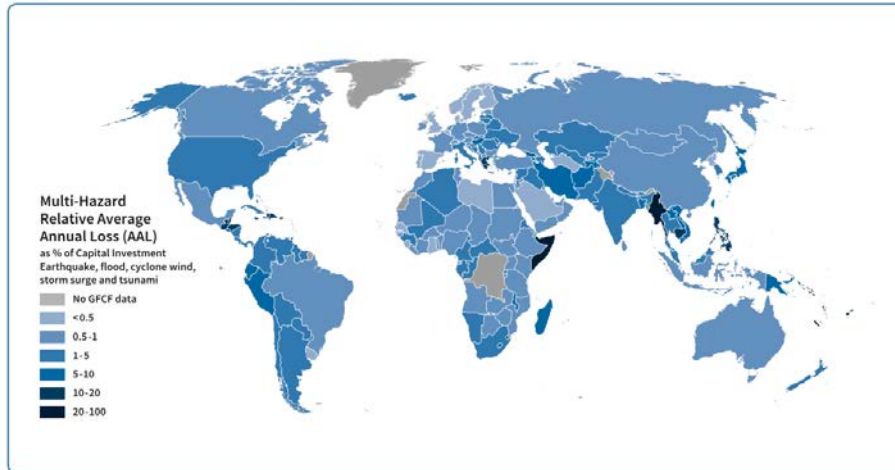 Multi-Hazard
Relative Average
Annual Loss (AAL)
as % of Capital Investment
Earthquake, flood, cyclone wind,
storm surge and tsunami
No GFCF data
<0.5
0.5-1
1-5
5-10
10-20
20-100